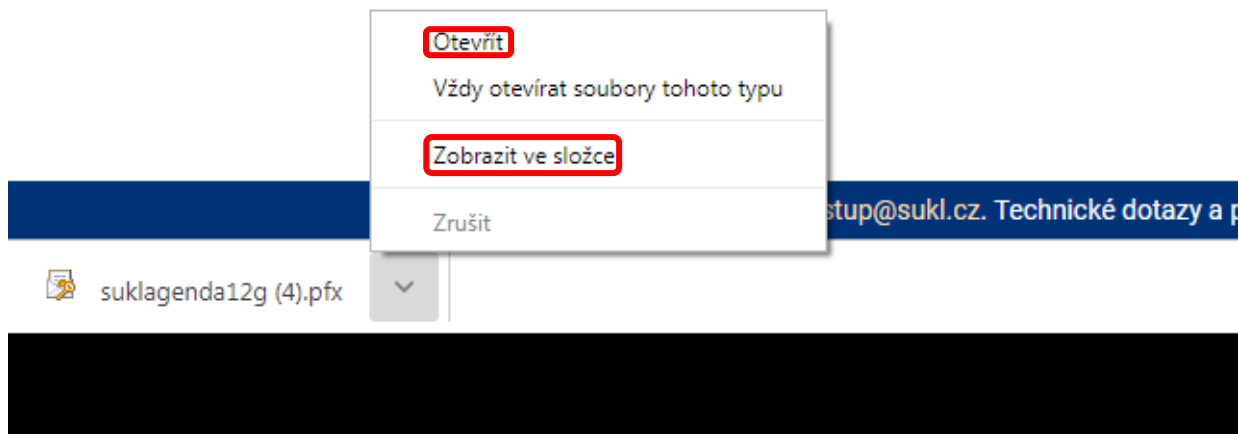 Otevřít
Vždy otevírat soubory tohoto typu
Zobrazit ve složce
Zrušit
stup@sukl.cz. Technické dotazy a p
suklagenda12g (4).pfx